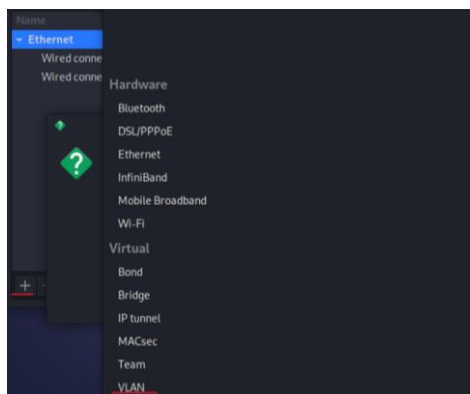 Name
Ethernet
Wired conne
Wired conne
Hardware
Bluetooth
DSL/PPPoE
Ethernet
InfiniBand
Mobile Broadband
Wi-Fi
Virtual
Bond
Bridge
IP tunnel
MACsec
Team
VLAN